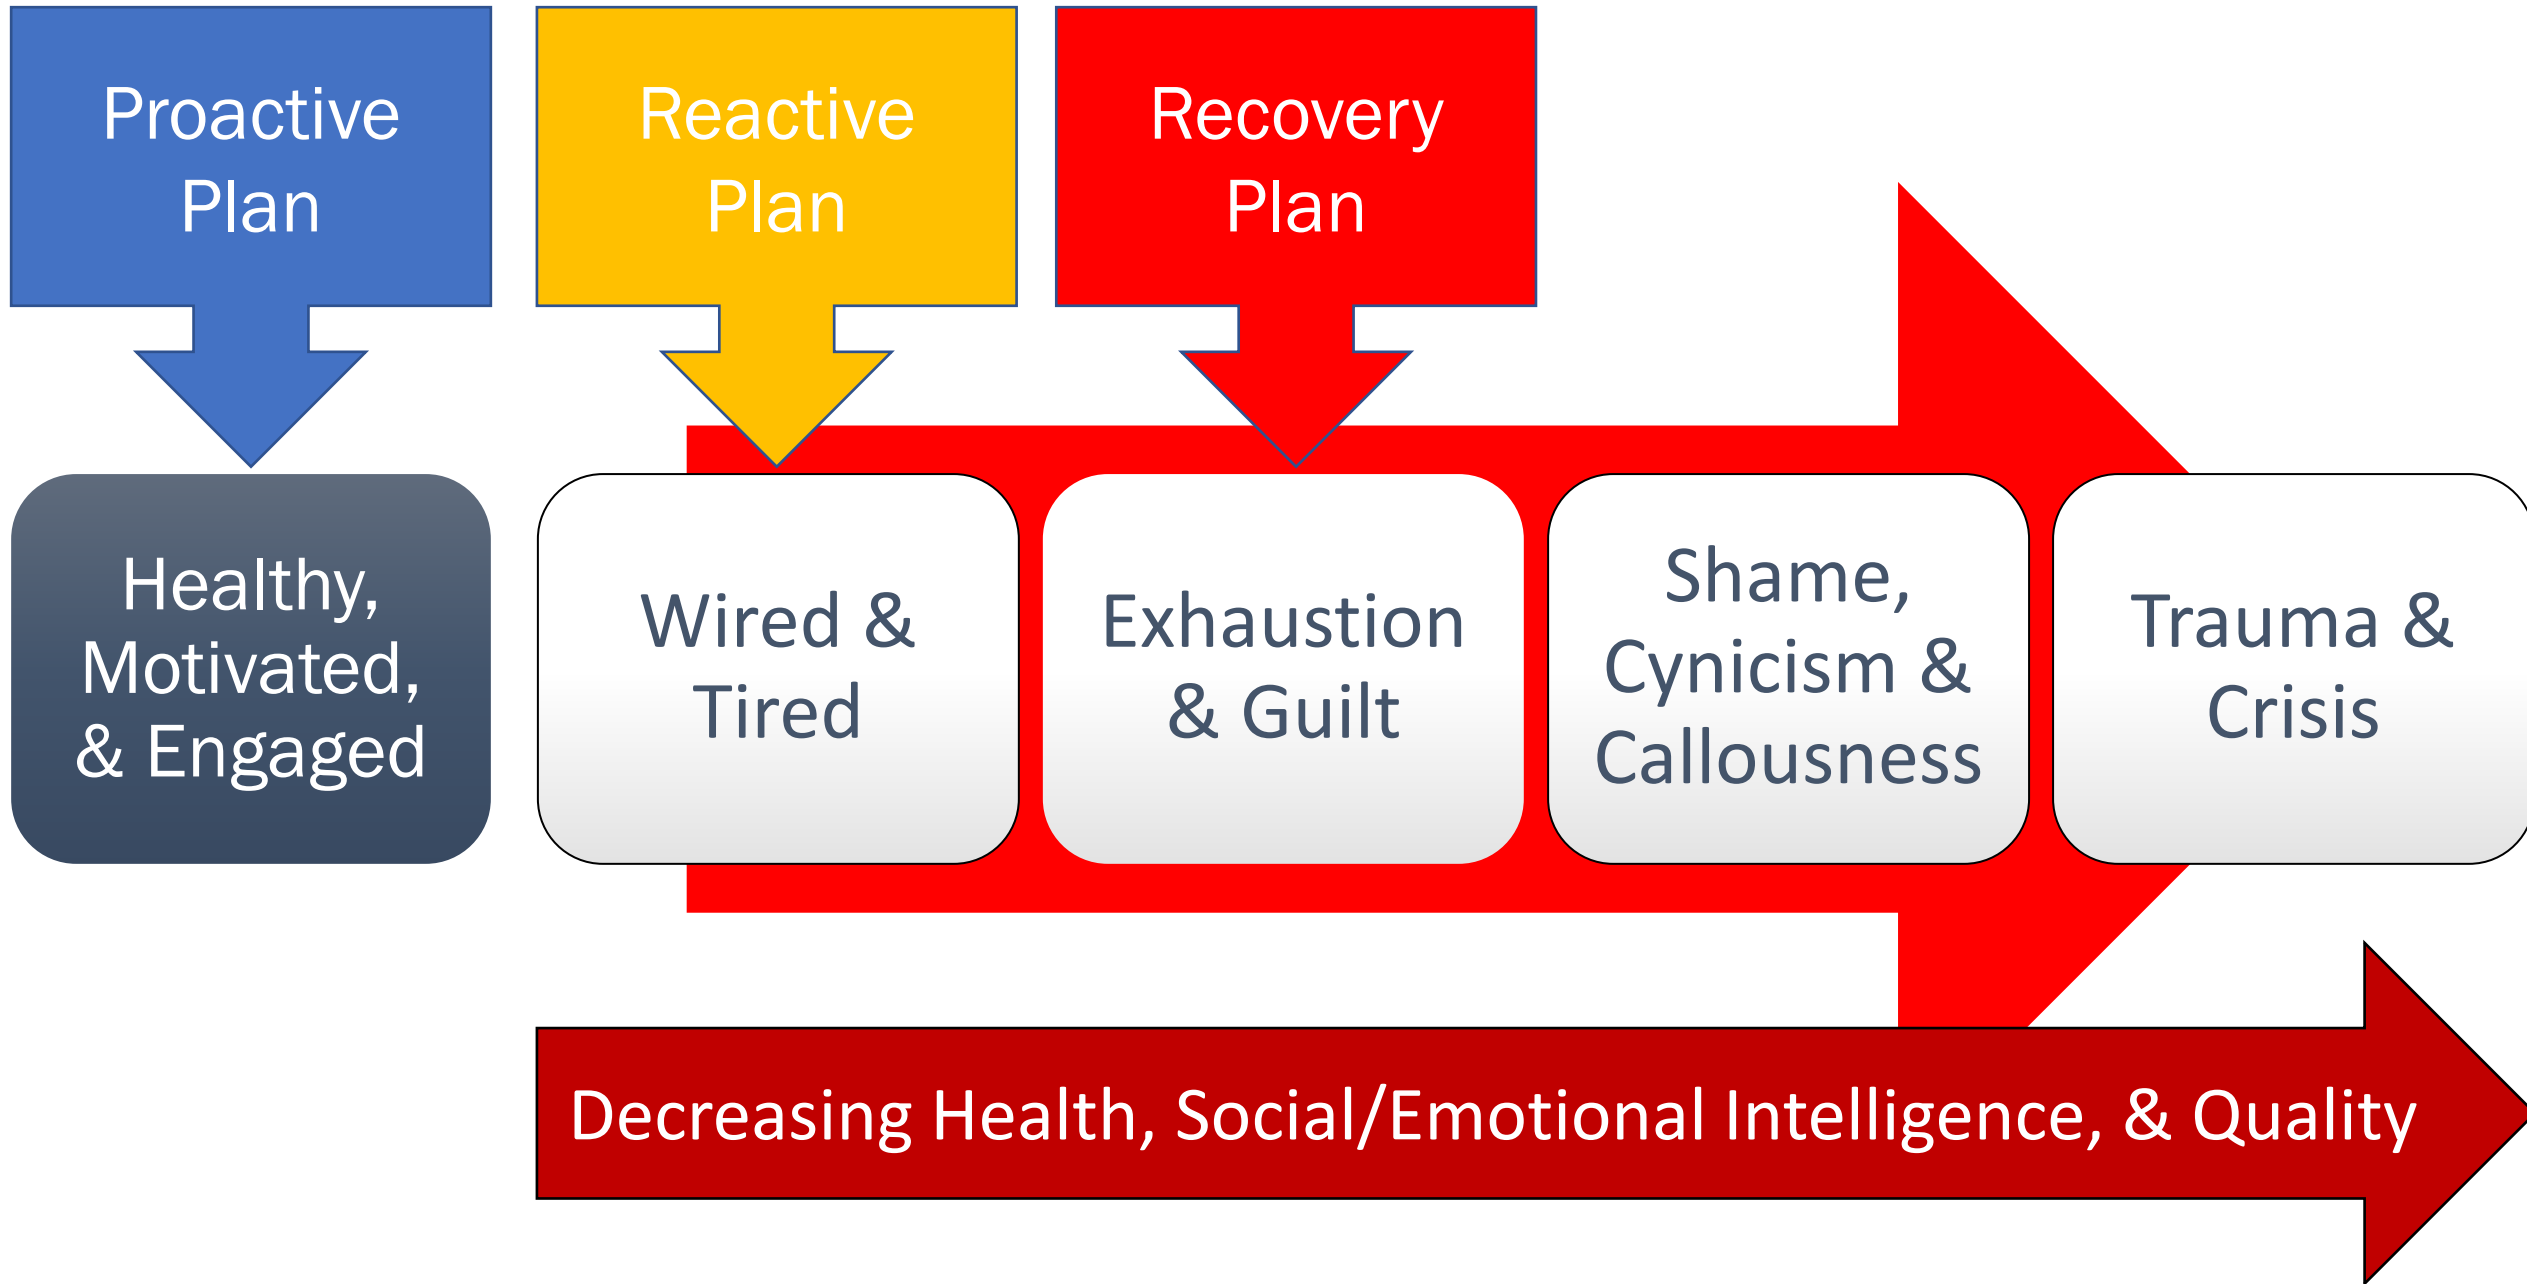 Proactive
Plan
Reactive
Plan
Recovery
Plan
Healthy,
Motivated,
& Engaged
Wired &
Tired
Exhaustion
& Guilt
Shame,
Cynicism &
Callousness
Trauma &
Crisis
Decreasing Health, Social/Emotional Intelligence, & Quality